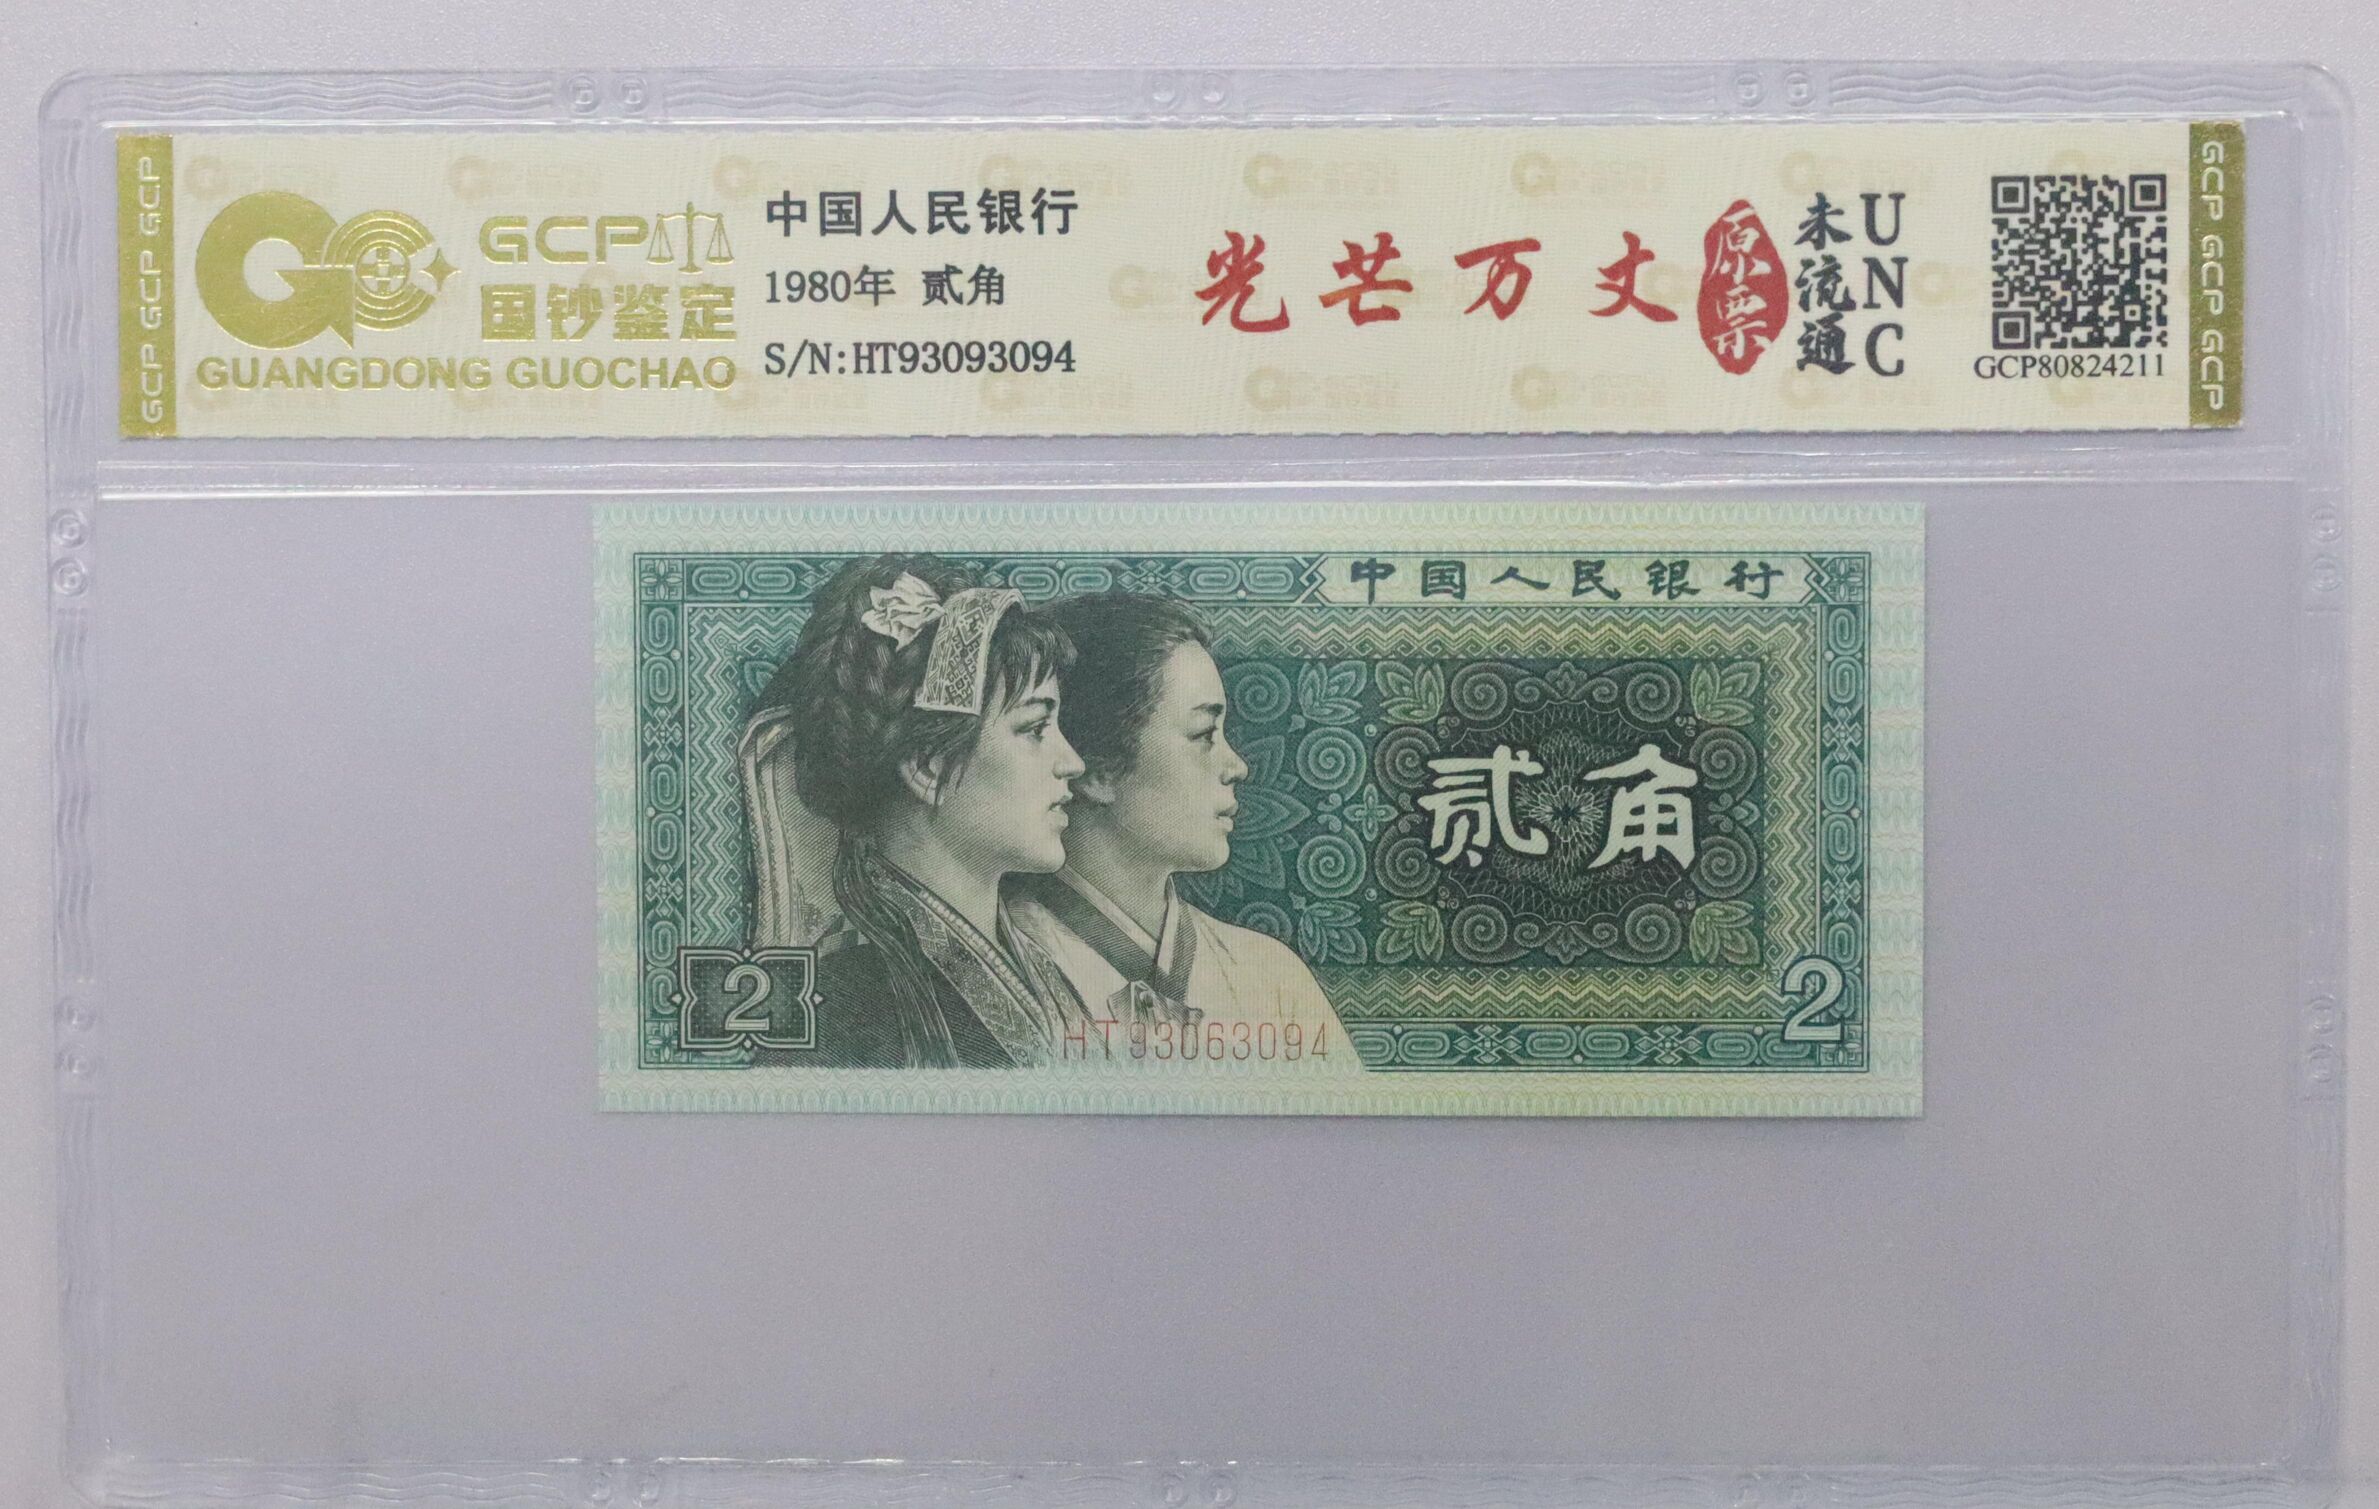 GCP GCP GCP
GCP
国钞鉴定
GUANGDONG GUOCHAO
中国人民银行
1980年 贰角
S/N:HT93093094
光芒万丈
原票
未流通
UNC
GCP80824211
GCP GCP GCP
中国人民银行
贰角
2
2
HT93063094